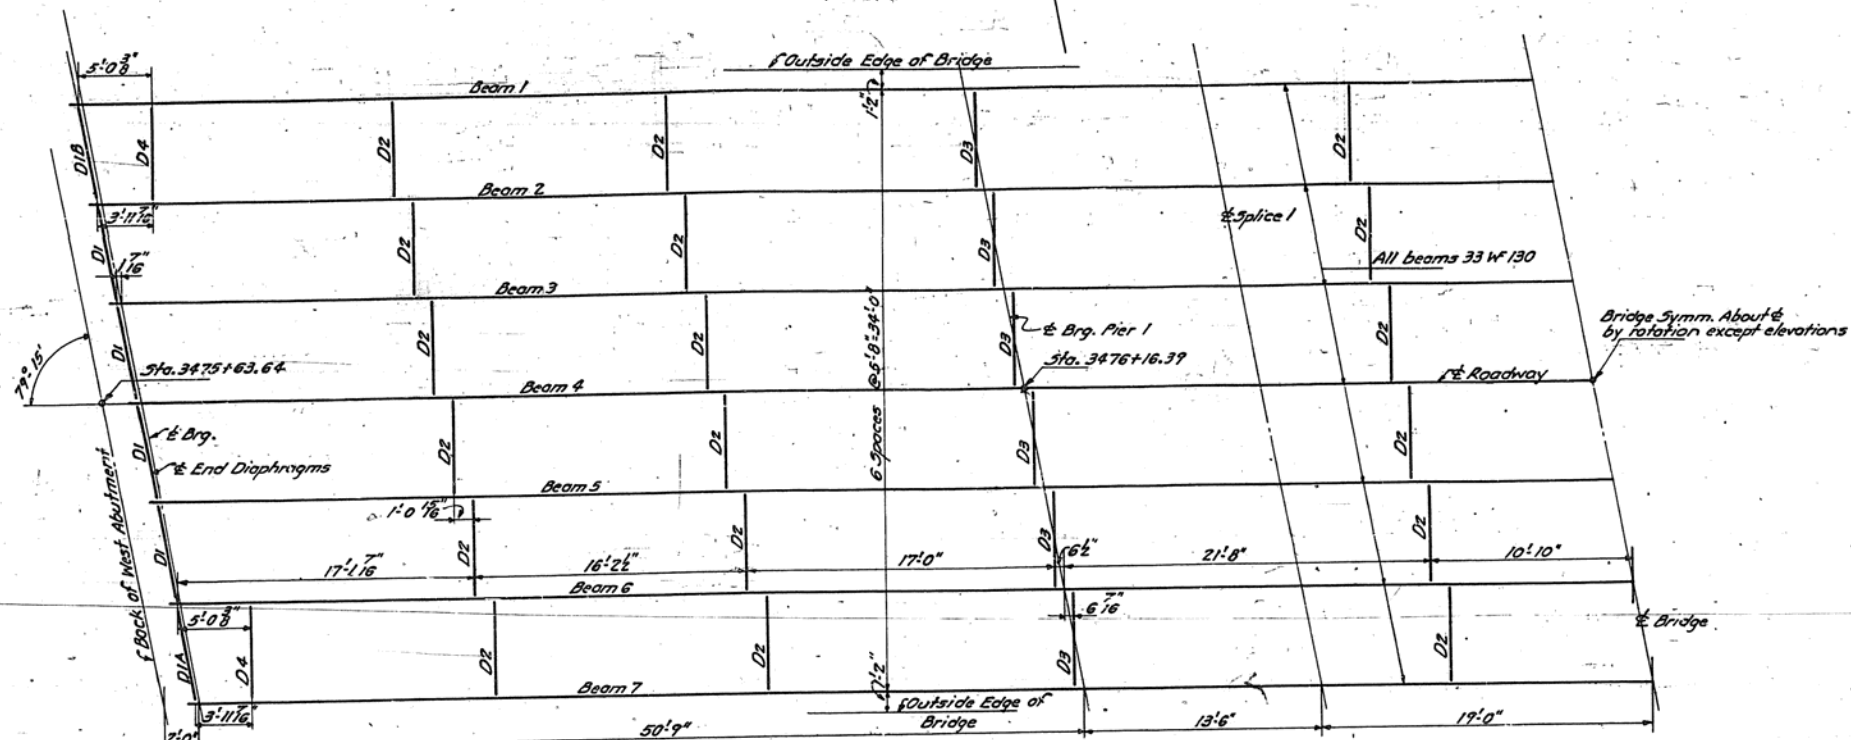 5'-0 3/8"
℄ Outside Edge of Bridge
Beam 1
1'-2"
D1B
D4
D2
D2
D3
D2
Beam 2
3'-11 7/16"
D1
1 7/16"
D2
D2
D3
℄ Splice 1
D2
All beams 33 WF 130
Beam 3
6 Spaces @ 5'-8"=34'-0"
D1
D2
D2
D3
℄ Brg. Pier 1
D2
Bridge Symm. About ℄
by rotation except elevations
79°-15'
Sta. 3475+63.64
Sta. 3476+16.39
℄ Roadway
Beam 4
℄ Brg.
℄ End Diaphragms
D1
D2
D2
D3
D2
Beam 5
Back of West Abutment
1'-0 15/16"
D1
D2
D2
D3
D2
17'-1 7/16"
16'-2 1/2"
17'-0"
6 1/2"
21'-8"
10'-10"
Beam 6
5'-0 3/8"
6 7/16
℄ Bridge
D1A
D4
D2
D2
D3
D2
Beam 7
1'-2"
Outside Edge of
Bridge
3'-11 7/16"
2'-0"
50'-9"
13'-6"
19'-0"